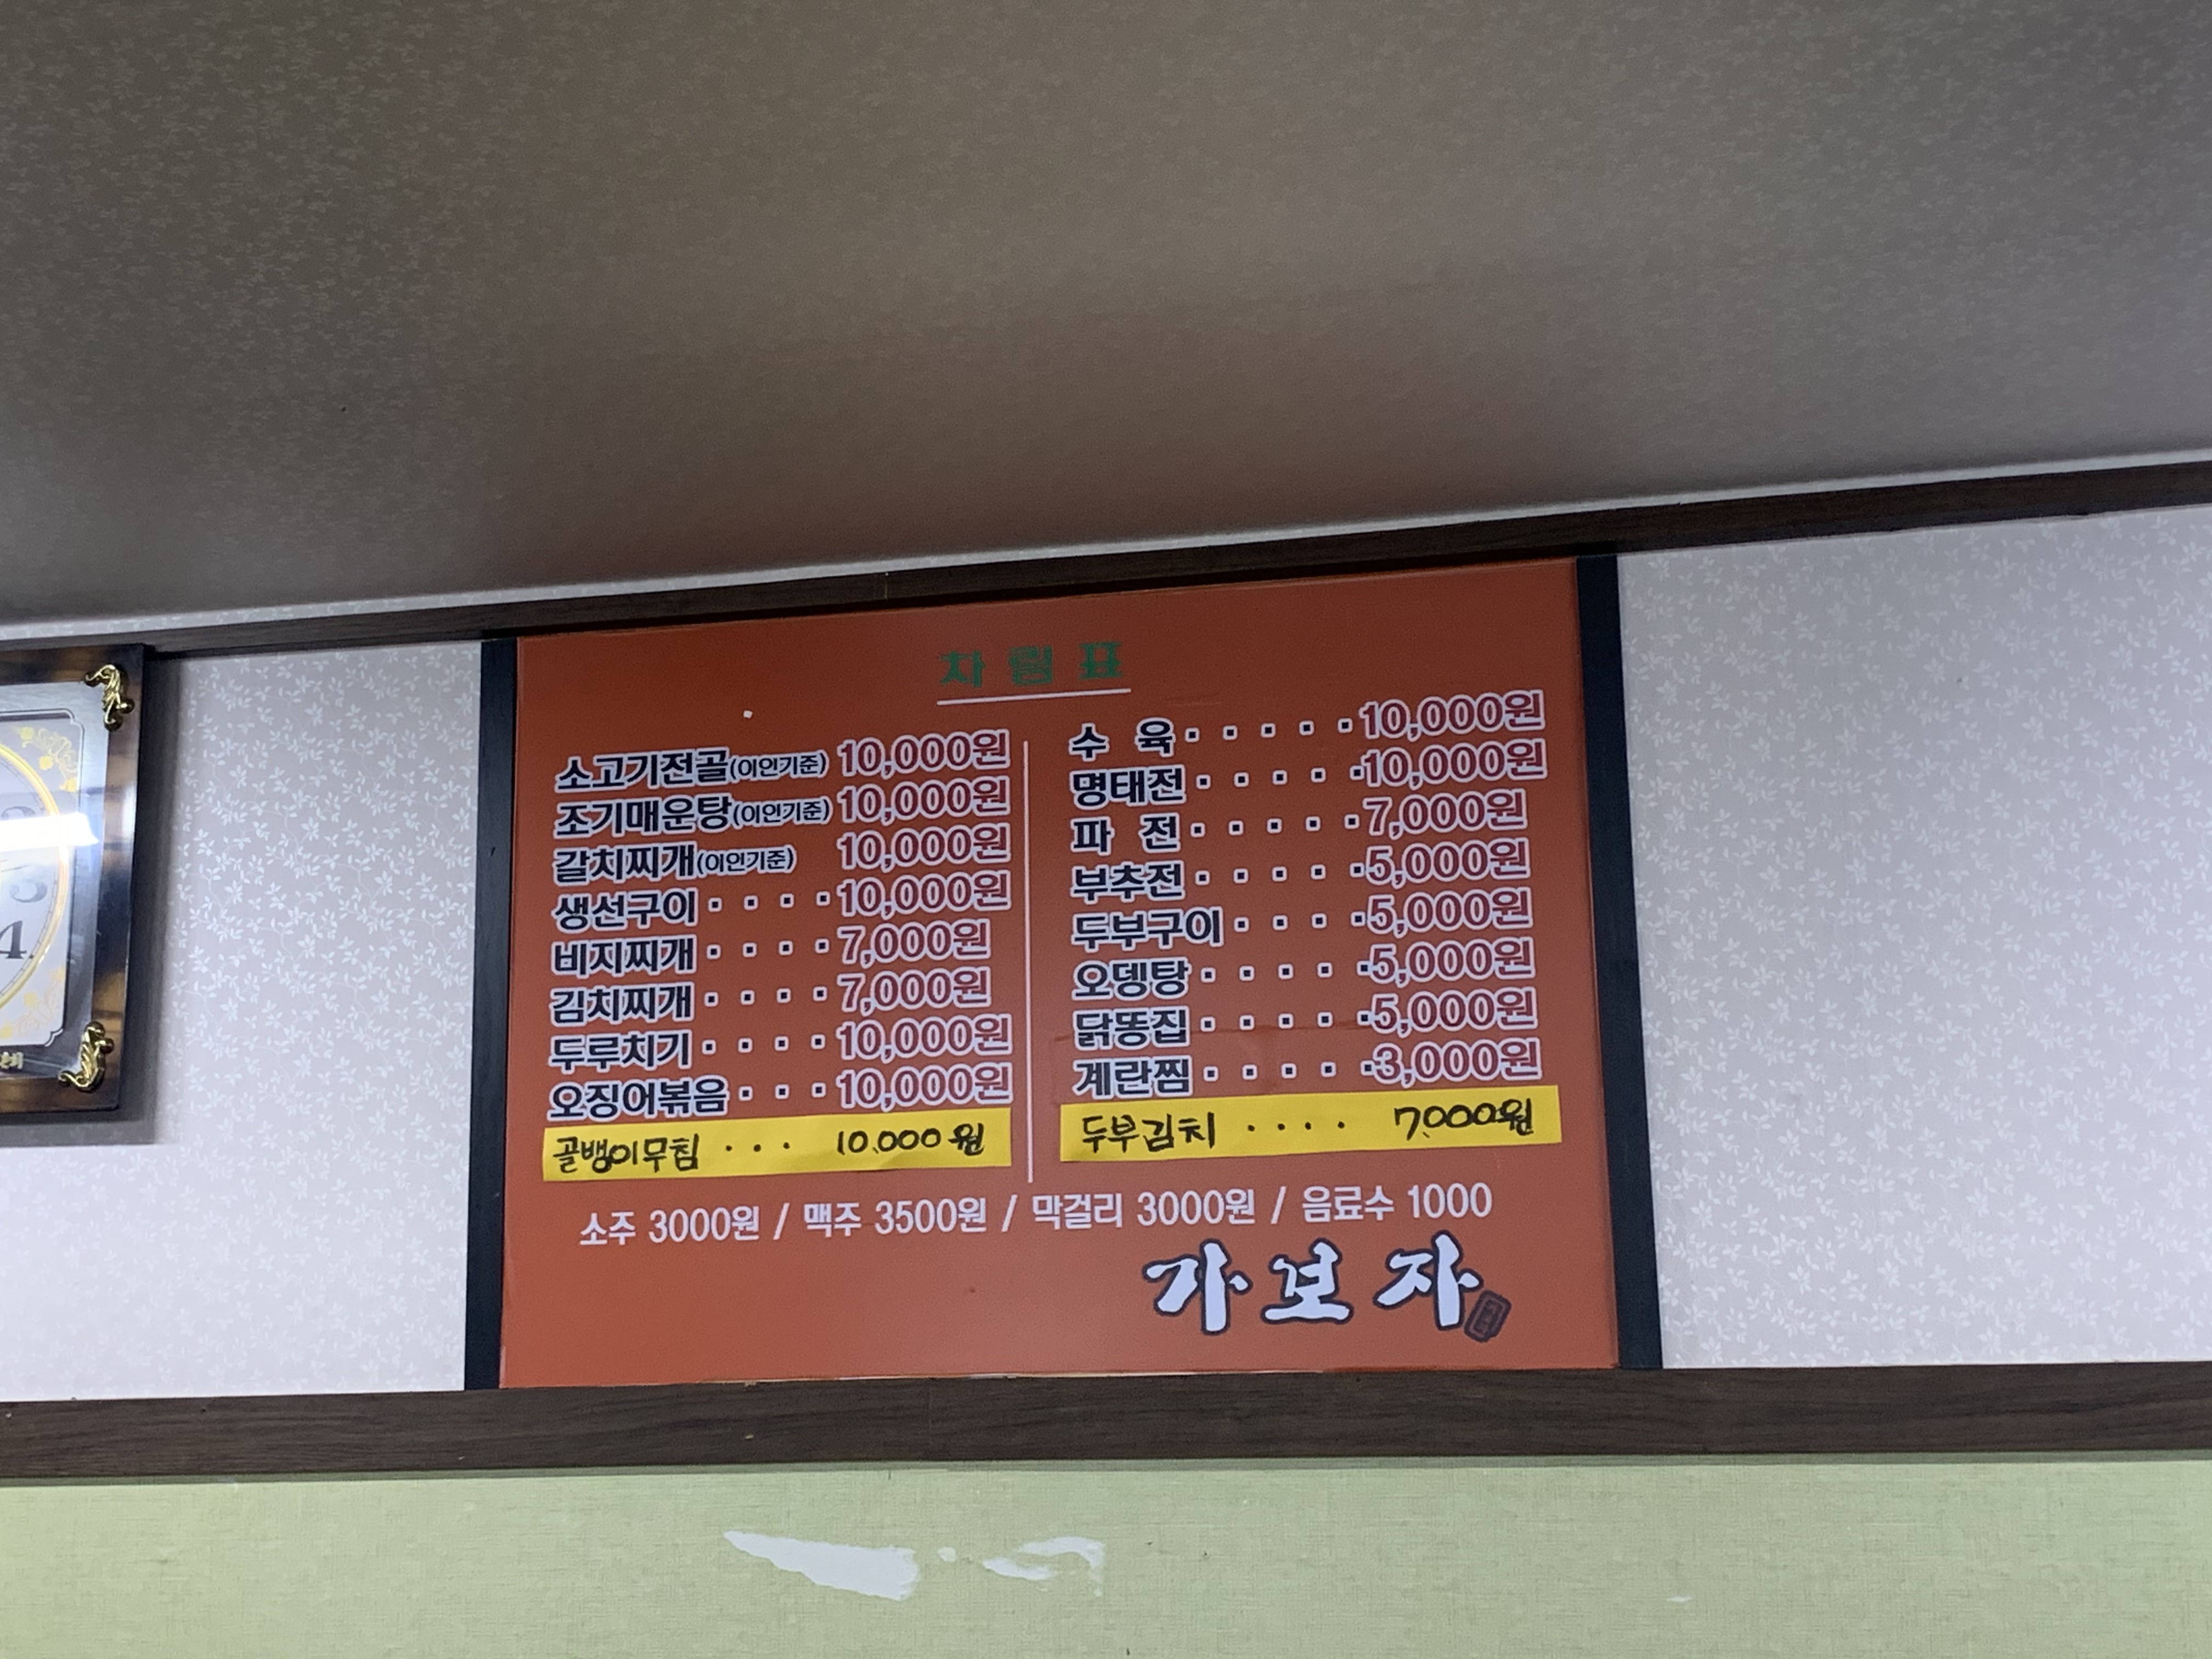 차림표
소고기전골(이인기준) 10,000원
조기매운탕(이인기준) 10,000원
갈치찌개(이인기준) 10,000원
생선구이 · · · · 10,000원
비지찌개 · · · · 7,000원
김치찌개 · · · · 7,000원
두루치기 · · · · 10,000원
오징어볶음 · · · 10,000원
골뱅이무침 · · · 10.000원
수 육 · · · · · 10,000원
명태전 · · · · · 10,000원
파 전 · · · · · 7,000원
부추전 · · · · · 5,000원
두부구이 · · · · 5,000원
오뎅탕 · · · · · 5,000원
닭똥집 · · · · · 5,000원
계란찜 · · · · · 3,000원
두부김치 · · · · 7.000원
소주 3000원 / 맥주 3500원 / 막걸리 3000원 / 음료수 1000
가보자
4